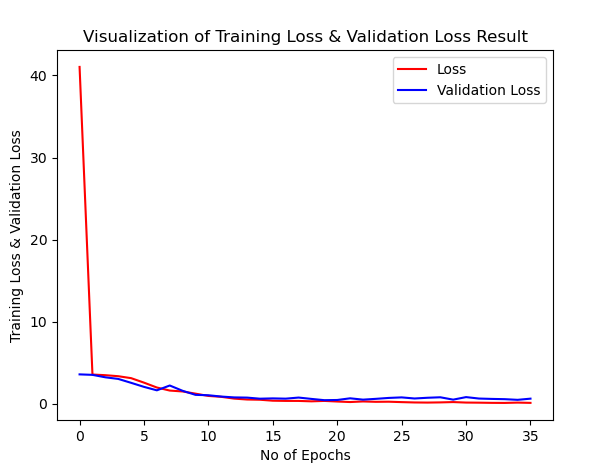 Visualization of Training Loss & Validation Loss Result
Loss
Validation Loss
Training Loss & Validation Loss
40
30
20
10
0
0 5 10 15 20 25 30 35
No of Epochs